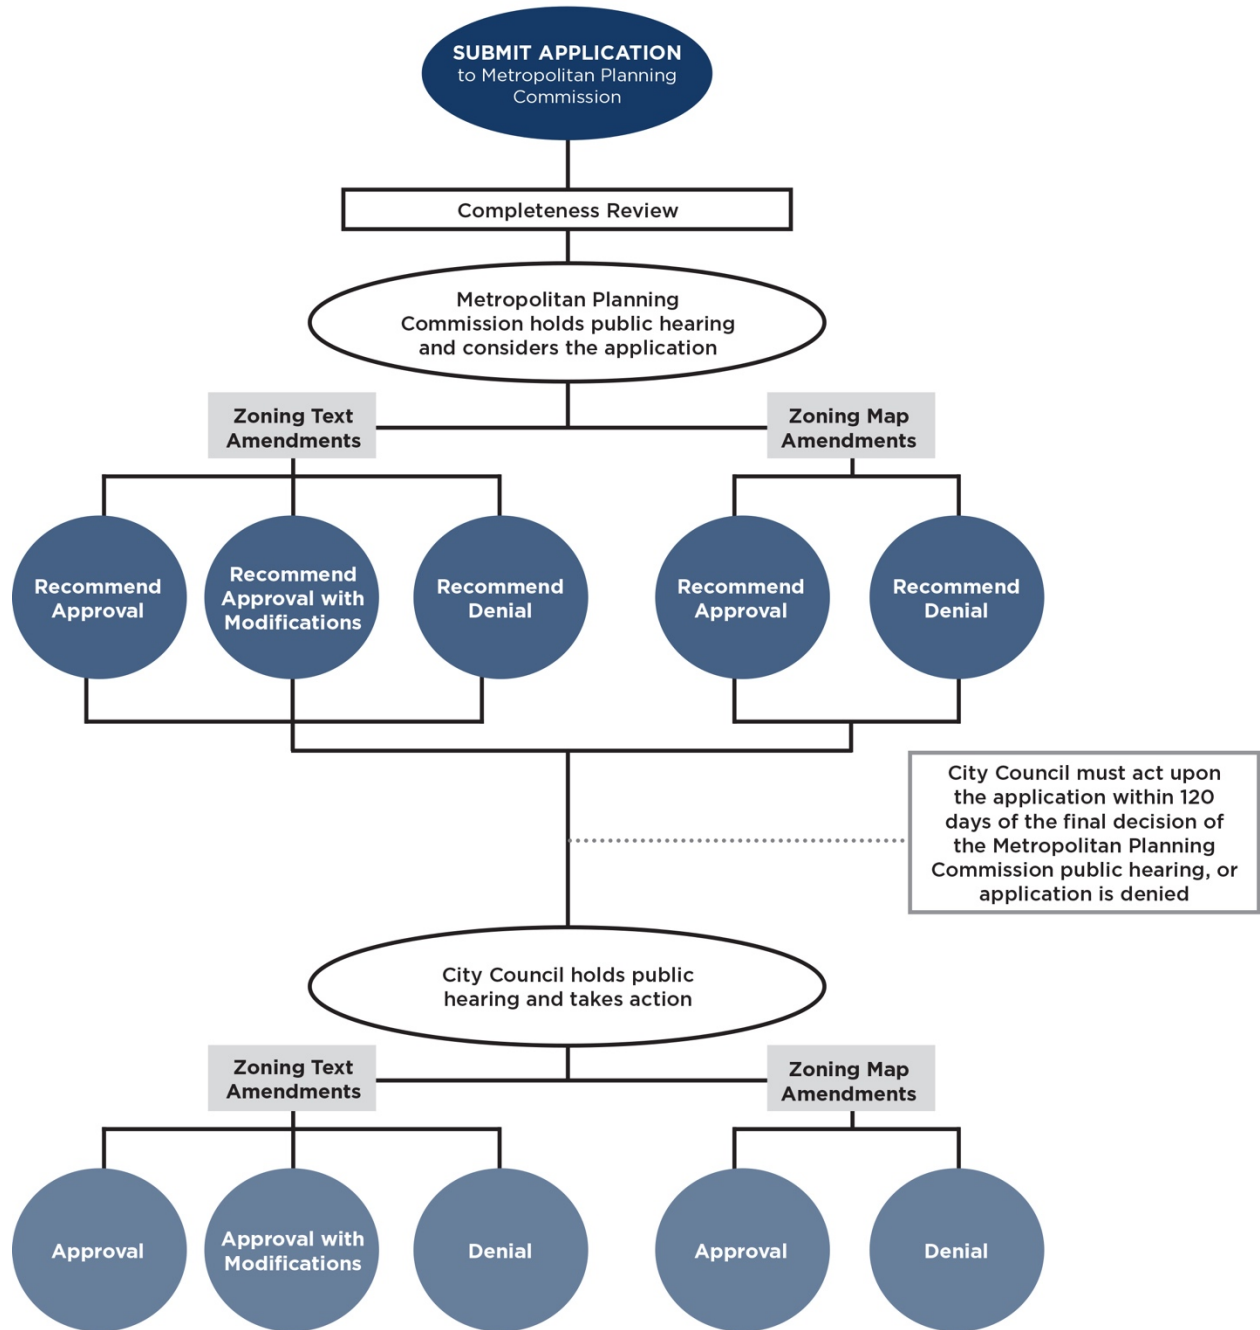 SUBMIT APPLICATION
to Metropolitan Planning
Commission
Completeness Review
Metropolitan Planning
Commission holds public hearing
and considers the application
Zoning Text
Amendments
Zoning Map
Amendments
Recommend
Approval
Recommend
Approval with
Modifications
Recommend
Denial
Recommend
Approval
Recommend
Denial
City Council must act upon
the application within 120
days of the final decision of
the Metropolitan Planning
Commission public hearing, or
application is denied
City Council holds public
hearing and takes action
Zoning Text
Amendments
Zoning Map
Amendments
Approval
Approval with
Modifications
Denial
Approval
Denial